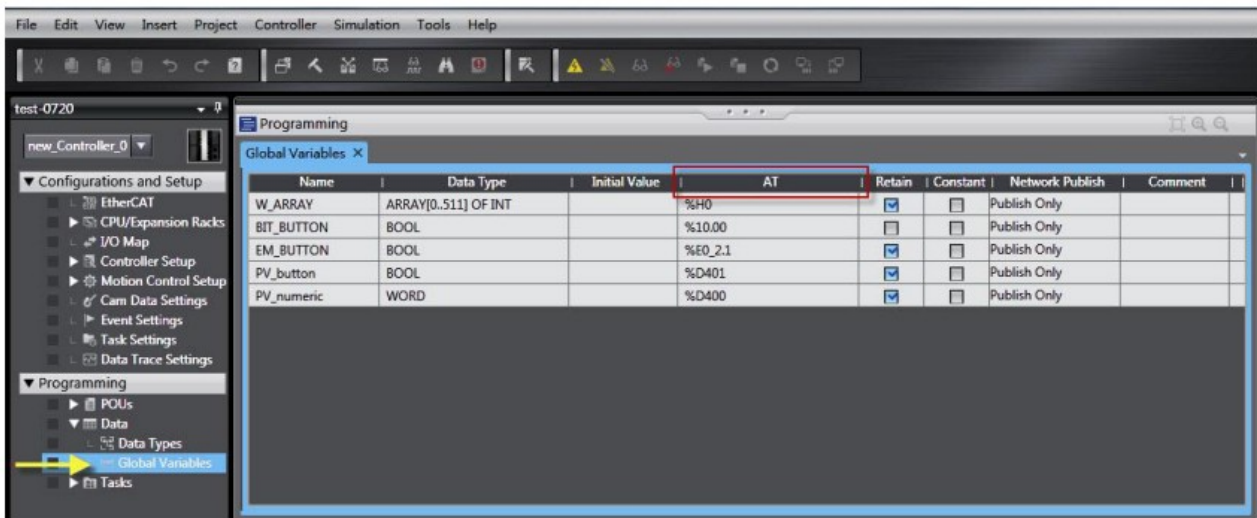 File Edit View Insert Project Controller Simulation Tools Help
test-0720
new_Controller_0
Configurations and Setup
EtherCAT
CPU/Expansion Racks
I/O Map
Controller Setup
Motion Control Setup
Cam Data Settings
Event Settings
Task Settings
Data Trace Settings
Programming
POUs
Data
Data Types
Global Variables
Tasks
Programming
Global Variables
Name Data Type Initial Value AT Retain Constant Network Publish Comment
W_ARRAY ARRAY[0..511] OF INT %H0 Publish Only
BIT_BUTTON BOOL %10.00 Publish Only
EM_BUTTON BOOL %E0_2.1 Publish Only
PV_button BOOL %D401 Publish Only
PV_numeric WORD %D400 Publish Only